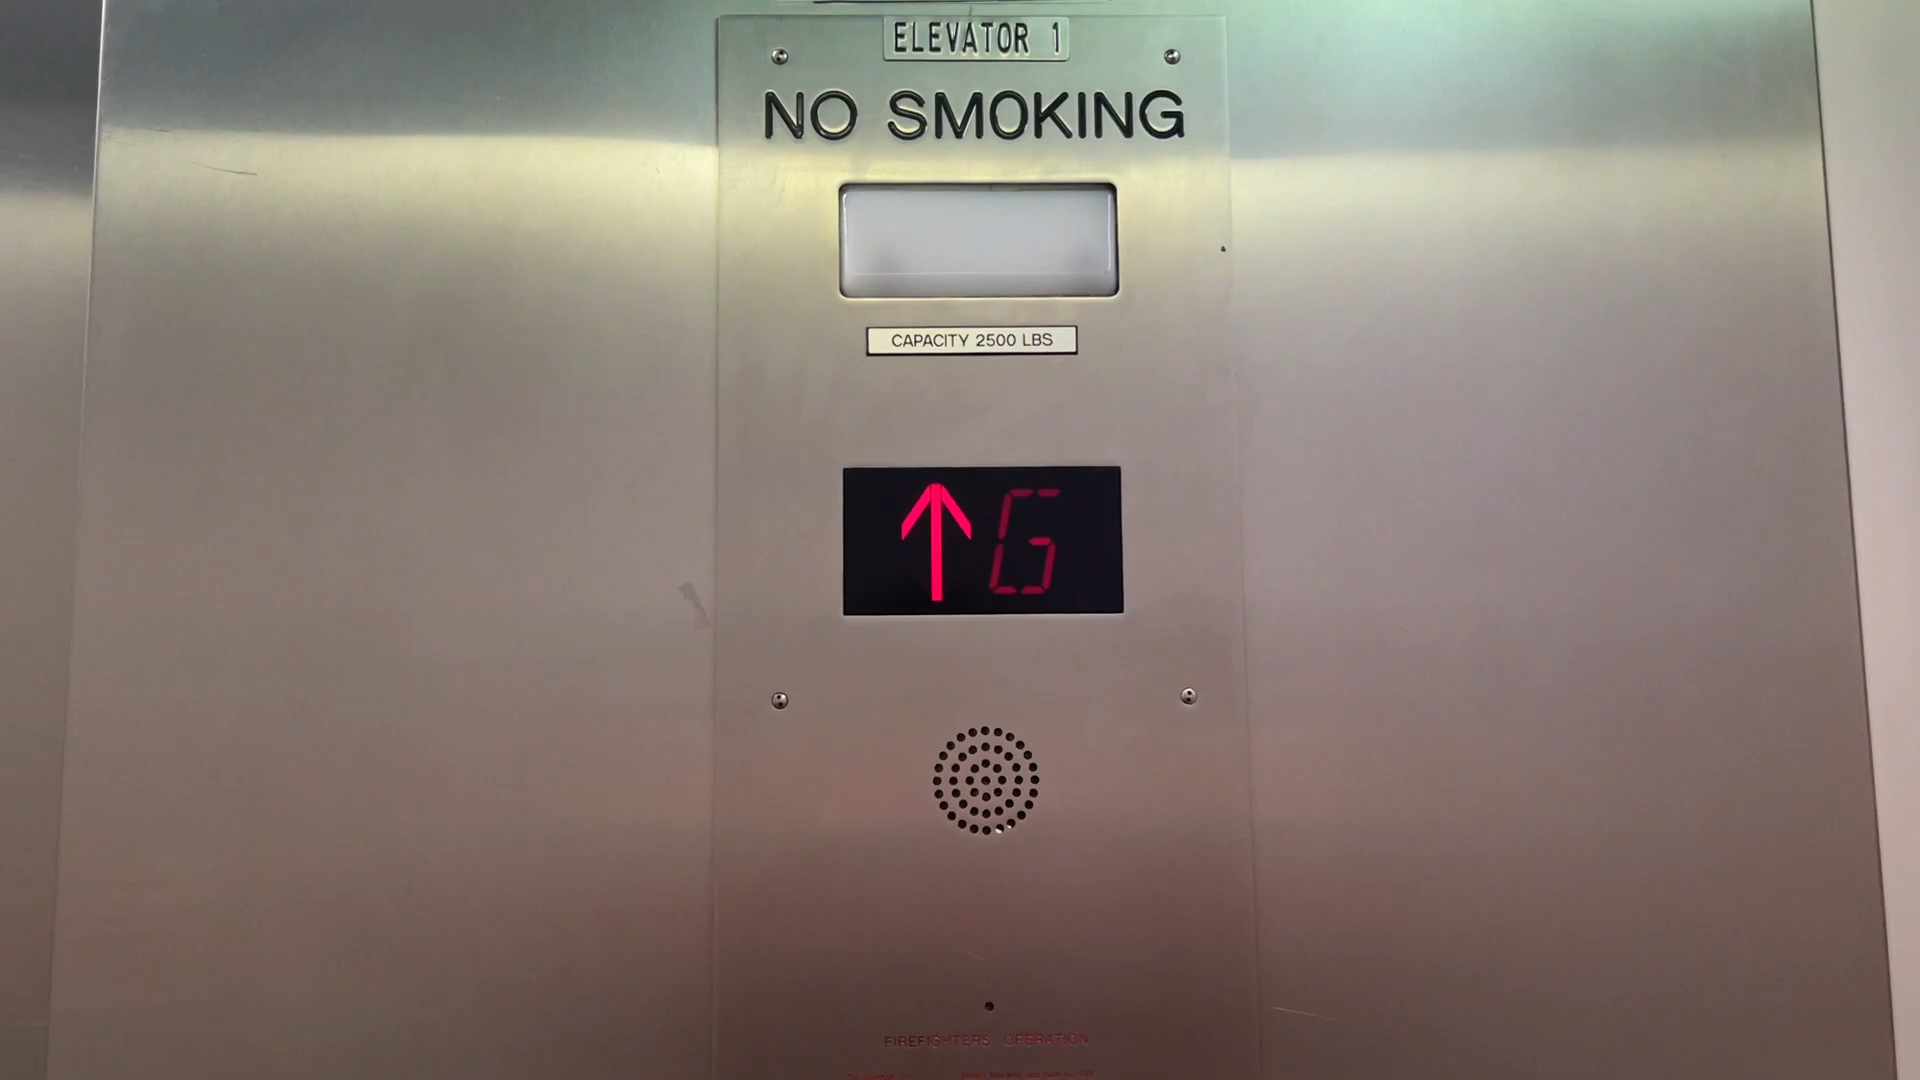 ELEVATOR 1
NO SMOKING
CAPACITY 2500 LBS
↑ G
FIREFIGHTERS OPERATION